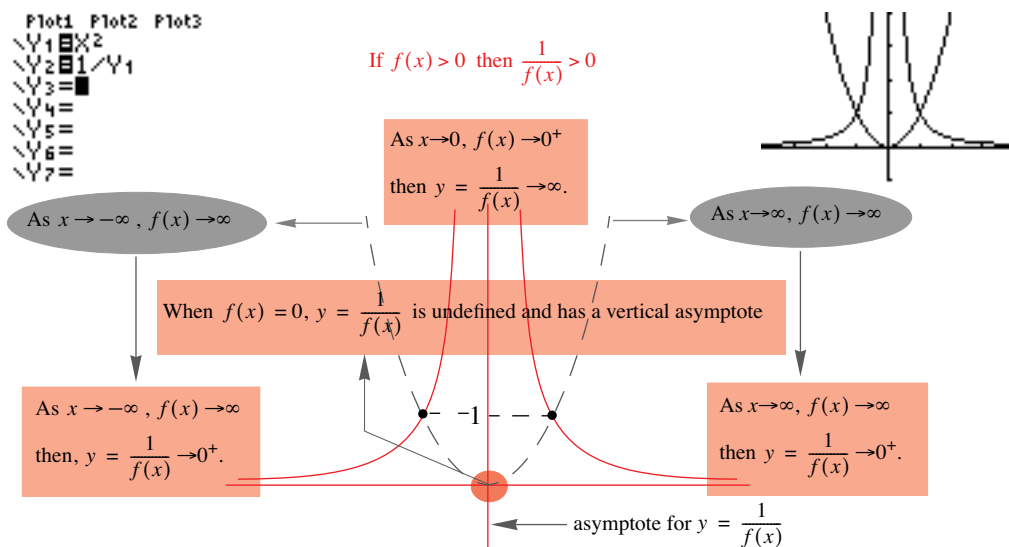 Plot1 Plot2 Plot3
\Y1=X²
\Y2=1/Y1
\Y3=
\Y4=
\Y5=
\Y6=
\Y7=
If f(x) > 0 then 1/f(x) > 0
As x→0, f(x)→0⁺
then y = 1/f(x) →∞.
As x→−∞, f(x)→∞
As x→∞, f(x)→∞
When f(x) = 0, y = 1/f(x) is undefined and has a vertical asymptote
As x→−∞, f(x)→∞
then, y = 1/f(x) →0⁺.
1
As x→∞, f(x)→∞
then y = 1/f(x) →0⁺.
asymptote for y = 1/f(x)